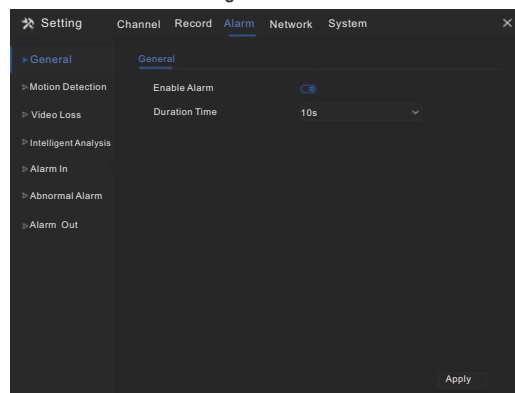 Setting Channel Record Alarm Network System
General
Motion Detection
Video Loss
Intelligent Analysis
Alarm In
Abnormal Alarm
Alarm Out
General
Enable Alarm
Duration Time 10s
Apply